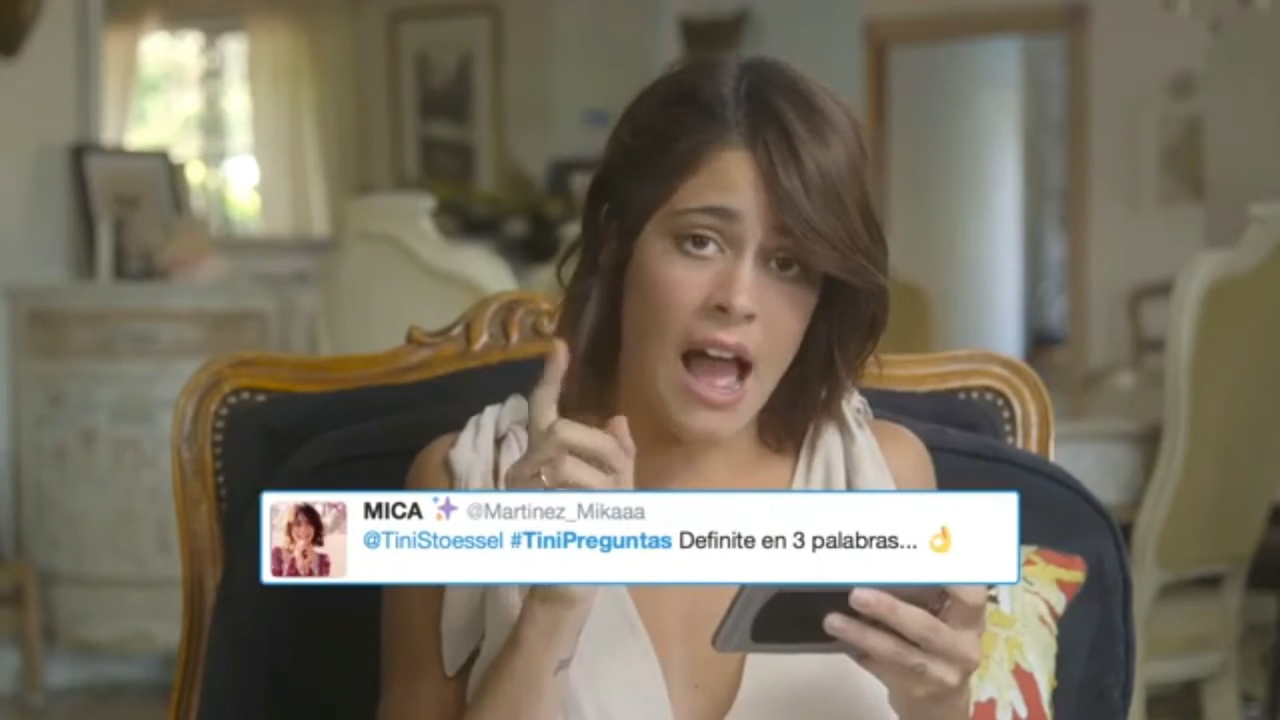 MICA ✨ @Martinez_Mikaaa
@TiniStoessel #TiniPreguntas Definite en 3 palabras... 👌